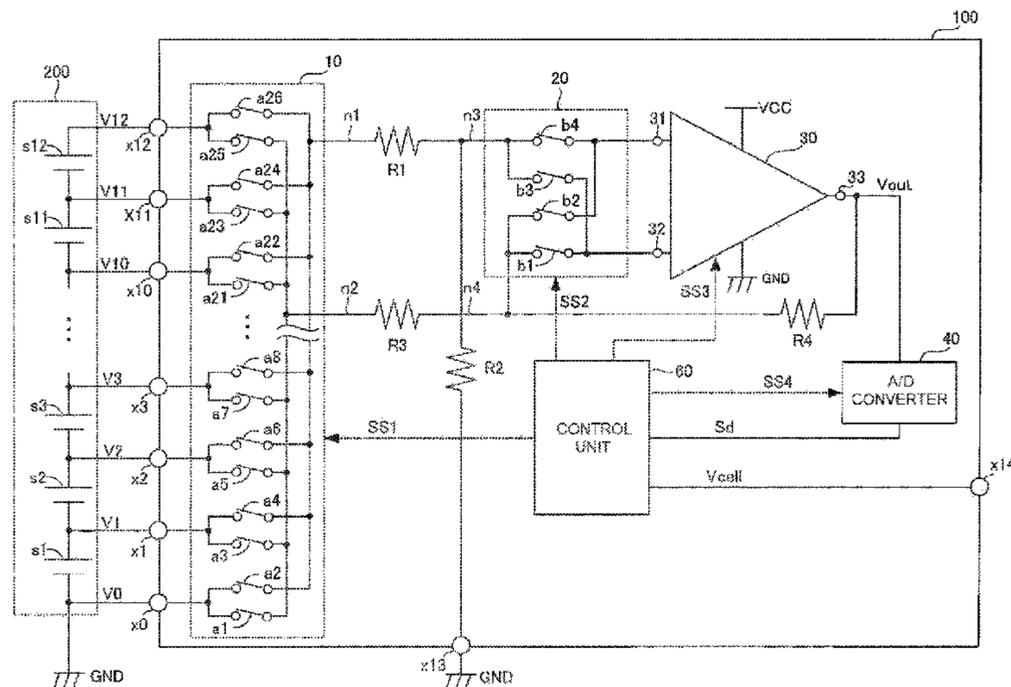 100
10
200
20
a26
V12
n1
n3
b4
31
VCC
30
s12
x12
a25
R1
33
Vout
V11
a24
b3
s11
X11
a23
b2
32
V10
a22
b1
x10
a21
SS2
SS3
GND
n2
n4
R3
R4
R2
60
40
V3
a8
SS4
A/D
CONVERTER
s3
x3
a7
CONTROL
UNIT
SS1
Sd
V2
a6
s2
x2
a5
Vcell
x14
V1
a4
s1
x1
a3
V0
a2
x0
a1
x13
GND
GND